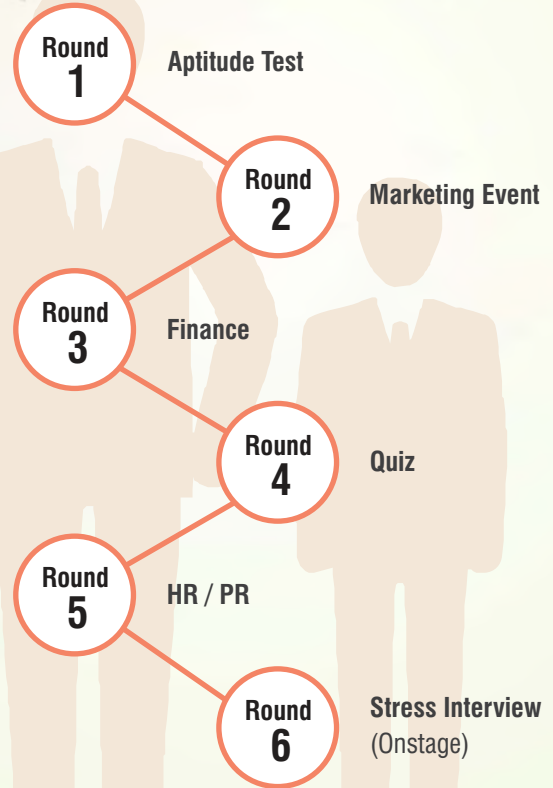 Round
1
Aptitude Test
Round
2
Marketing Event
Round
3
Finance
Round
4
Quiz
Round
5
HR / PR
Round
6
Stress Interview
(Onstage)